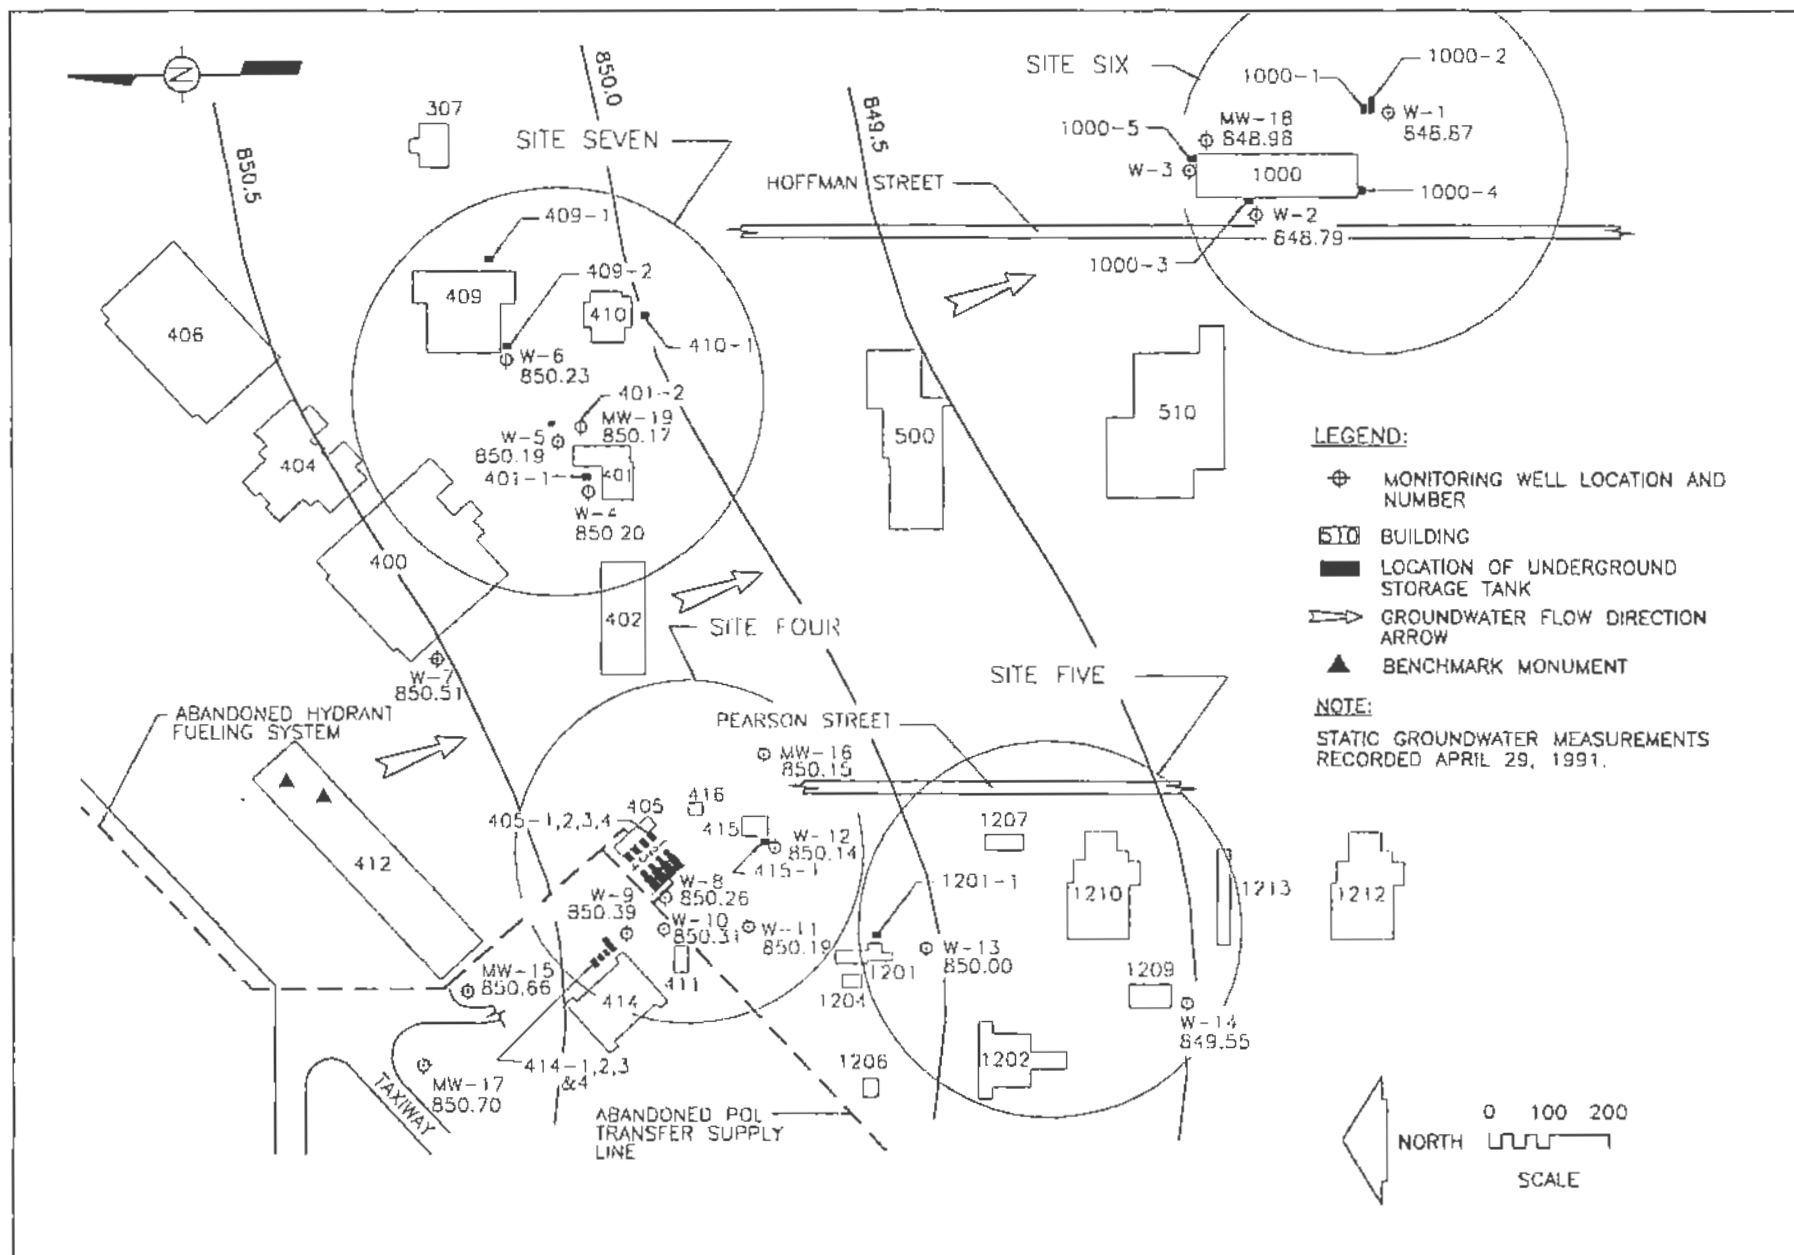 N
850.5
850.0
849.5
307
SITE SEVEN
SITE SIX
1000-1
1000-2
W-1
848.87
MW-18
848.98
1000-5
W-3
1000
1000-4
HOFFMAN STREET
W-2
848.79
1000-3
409-1
409-2
409
410
410-1
406
W-6
850.23
401-2
MW-19
850.17
W-5
850.19
401-1
401
W-4
850.20
404
400
402
500
510
W-7
850.51
SITE FOUR
SITE FIVE
ABANDONED HYDRANT
FUELING SYSTEM
PEARSON STREET
MW-16
850.15
412
405-1,2,3,4
405
416
415
W-12
850.14
415-1
1207
1210
1213
1212
W-8
850.26
W-9
850.39
W-10
850.31
W-11
850.19
1201-1
W-13
850.00
1201
1204
1209
W-14
849.55
MW-15
850.66
411
414
414-1,2,3
&4
1206
1202
MW-17
850.70
TAXIWAY
ABANDONED POL
TRANSFER SUPPLY
LINE
LEGEND:
MONITORING WELL LOCATION AND
NUMBER
510 BUILDING
LOCATION OF UNDERGROUND
STORAGE TANK
GROUNDWATER FLOW DIRECTION
ARROW
BENCHMARK MONUMENT
NOTE:
STATIC GROUNDWATER MEASUREMENTS
RECORDED APRIL 29, 1991.
NORTH
0 100 200
SCALE